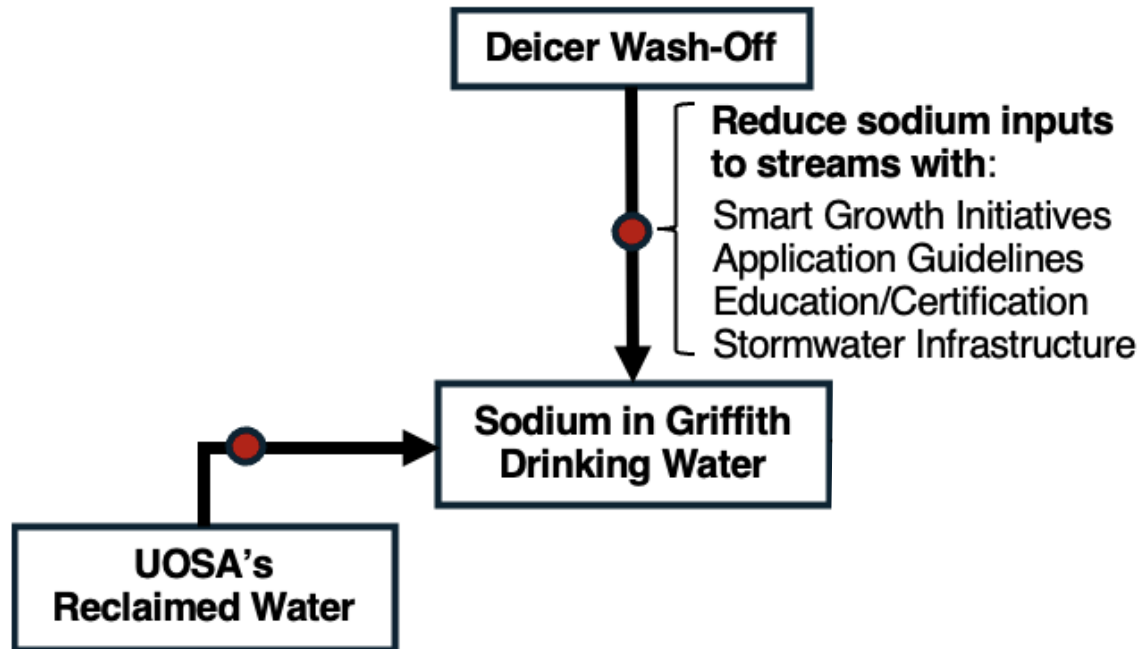 Deicer Wash-Off
Reduce sodium inputs
to streams with:
Smart Growth Initiatives
Application Guidelines
Education/Certification
Stormwater Infrastructure
Sodium in Griffith
Drinking Water
UOSA’s
Reclaimed Water